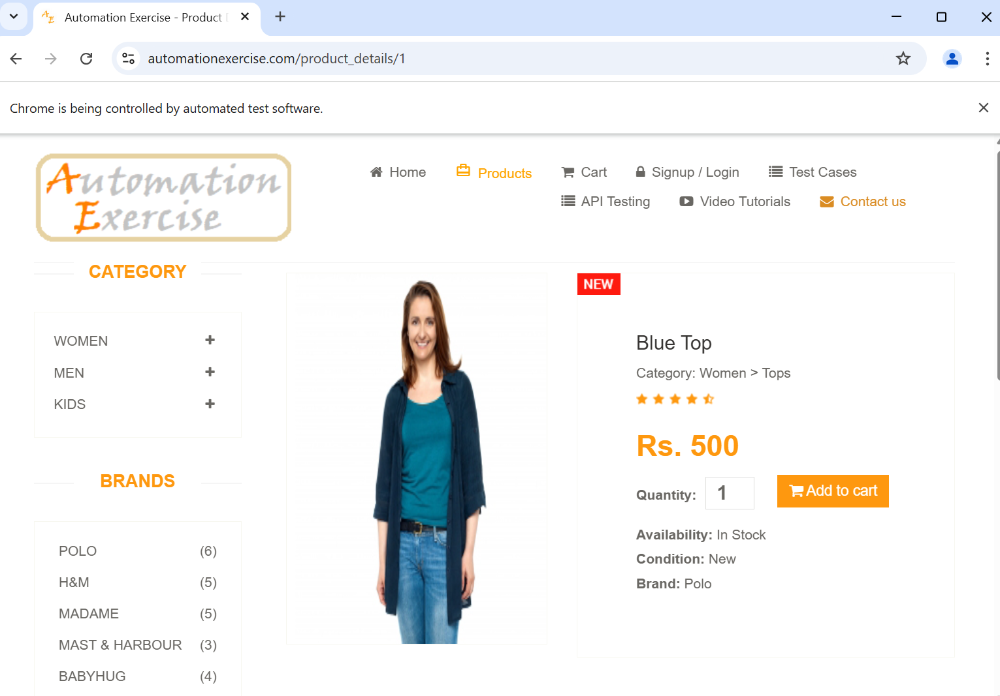 Automation Exercise - Product
automationexercise.com/product_details/1
Chrome is being controlled by automated test software.
Automation
Exercise
Home
Products
Cart
Signup / Login
Test Cases
API Testing
Video Tutorials
Contact us
CATEGORY
WOMEN
MEN
KIDS
BRANDS
POLO (6)
H&M (5)
MADAME (5)
MAST & HARBOUR (3)
BABYHUG (4)
NEW
Blue Top
Category: Women > Tops
Rs. 500
Quantity: 1
Add to cart
Availability: In Stock
Condition: New
Brand: Polo